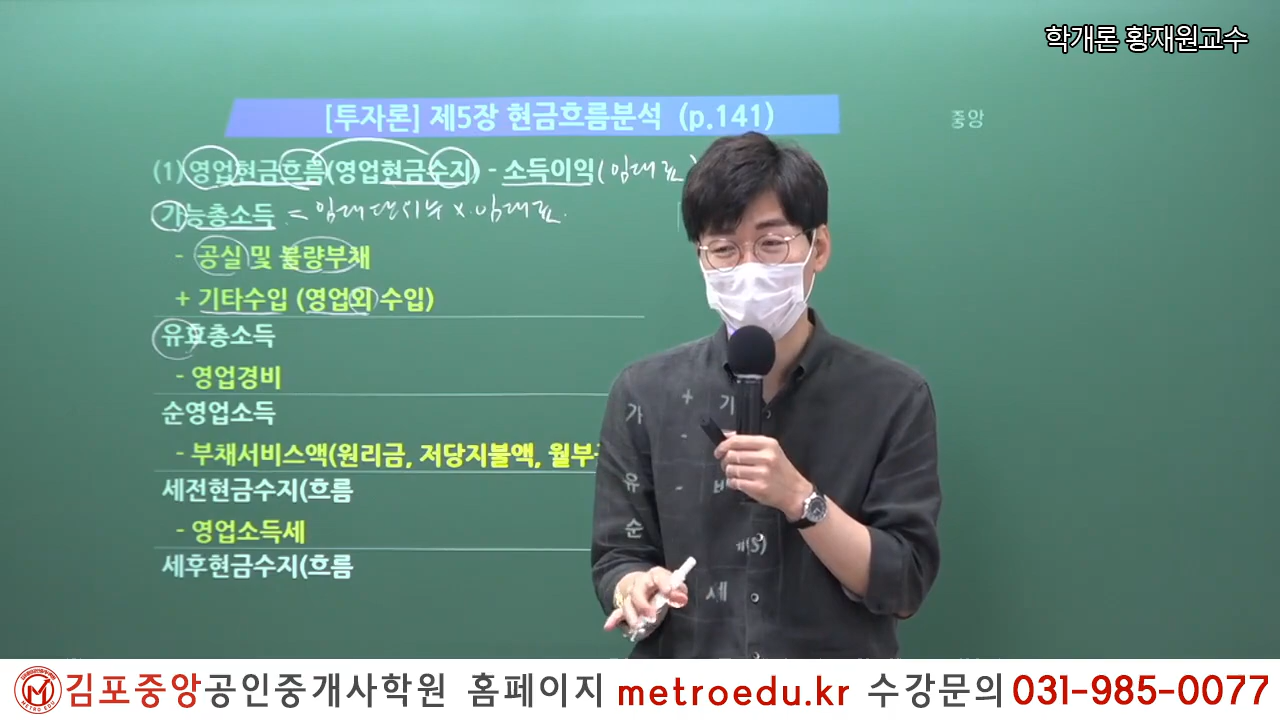 학개론 황재원교수
[투자론] 제5장 현금흐름분석 (p.141)
중앙
(1) 영업현금흐름(영업현금수지) - 소득이익(임대료)
가능총소득 = 임대단위수 x 임대료.
- 공실 및 불량부채
+ 기타수입 (영업외 수입)
유효총소득
- 영업경비
가 + 기
-
순영업소득
- 부채서비스액(원리금, 저당지불액, 월부
유 -
세전현금수지(흐름
순
- 영업소득세
(S)
세후현금수지(흐름
세
METRO EDU
김포중앙공인중개사학원 홈페이지 metroedu.kr 수강문의 031-985-0077